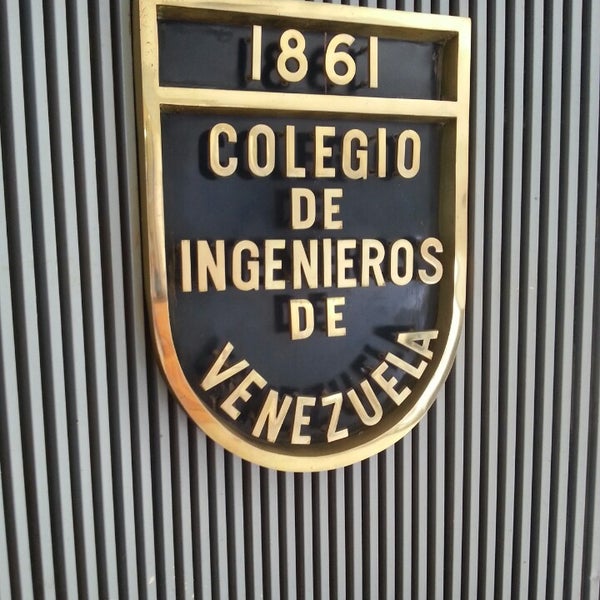 1861
COLEGIO
DE
INGENIEROS
DE
VENEZUELA